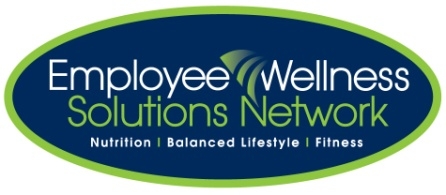 Employee Wellness
Solutions Network
Nutrition | Balanced Lifestyle | Fitness